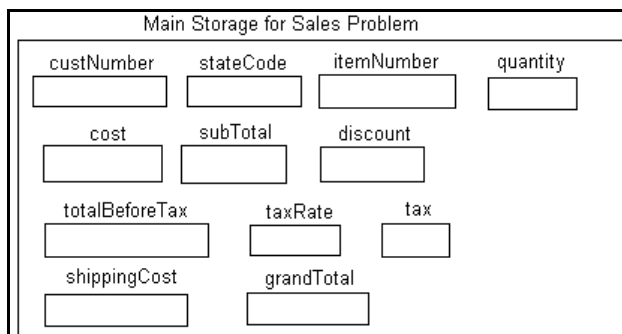 Main Storage for Sales Problem
custNumber stateCode itemNumber quantity
cost subTotal discount
totalBeforeTax taxRate tax
shippingCost grandTotal